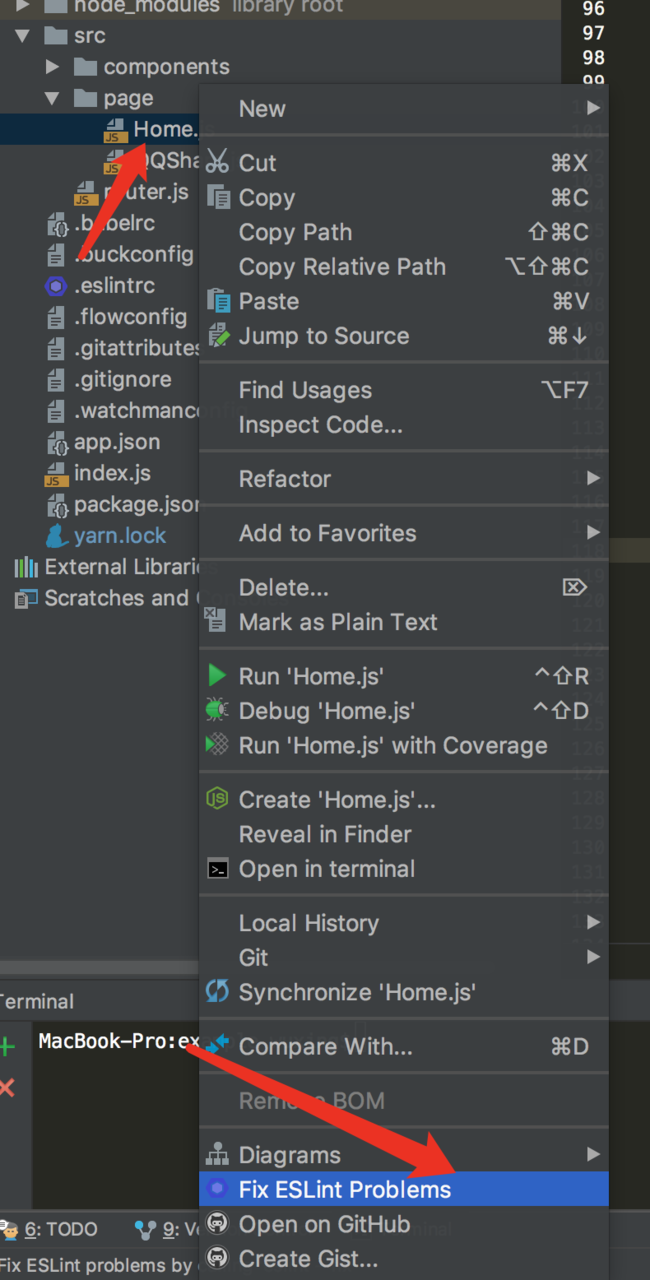 node_modules library root
src
components
page
Home.
QQSha
router.js
.babelrc
.buckconfig
.eslintrc
.flowconfig
.gitattributes
.gitignore
.watchmanconf
app.json
index.js
package.json
yarn.lock
External Librari
Scratches and
96
97
98
99
New
Cut ⌘X
Copy ⌘C
Copy Path ⇧⌘C
Copy Relative Path ⌥⇧⌘C
Paste ⌘V
Jump to Source ⌘↓
Find Usages ⌥F7
Inspect Code...
Refactor
Add to Favorites
Delete... ⌦
Mark as Plain Text
Run 'Home.js' ^⇧R
Debug 'Home.js' ^⇧D
Run 'Home.js' with Coverage
Create 'Home.js'...
Reveal in Finder
Open in terminal
Local History
Git
Synchronize 'Home.js'
Compare With... ⌘D
Remove BOM
Diagrams
Fix ESLint Problems
Open on GitHub
Create Gist...
Terminal
MacBook-Pro:ex
6: TODO
9: Ve
Fix ESLint problems by